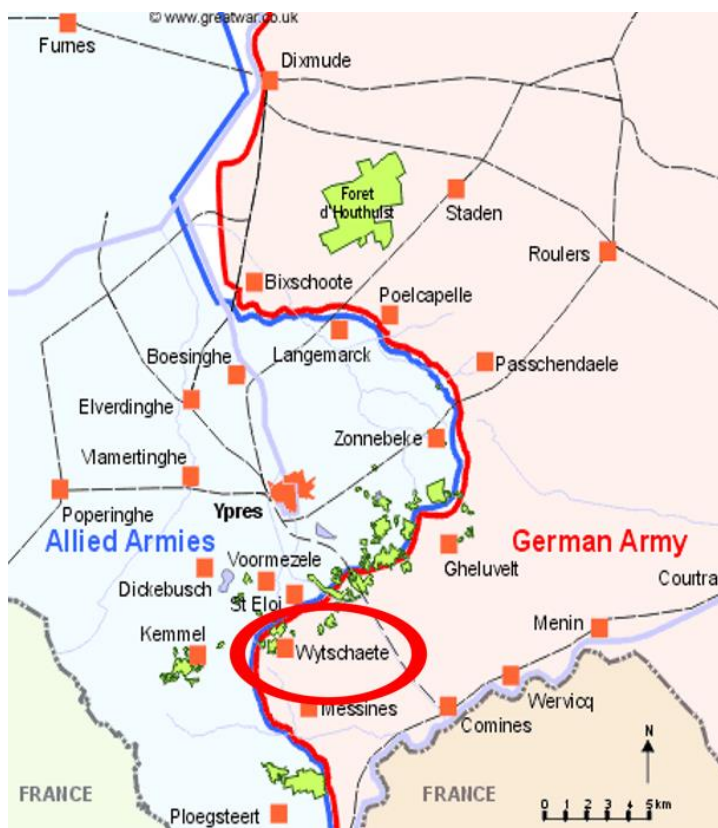 © www.greatwar.co.uk
Furnes
Dixmude
Foret
d'Houthulst
Staden
Roulers
Bixschoote
Poelcapelle
Boesinghe
Langemarck
Passchendaele
Elverdinghe
Zonnebeke
Vlamertinghe
Poperinghe
Ypres
Allied Armies
German Army
Voormezele
Gheluvelt
Dickebusch
St Eloi
Courtra
Kemmel
Menin
Wytschaete
Wervicq
Messines
Comines
N
FRANCE
FRANCE
Ploegsteert
0 1 2 3 4 5 km